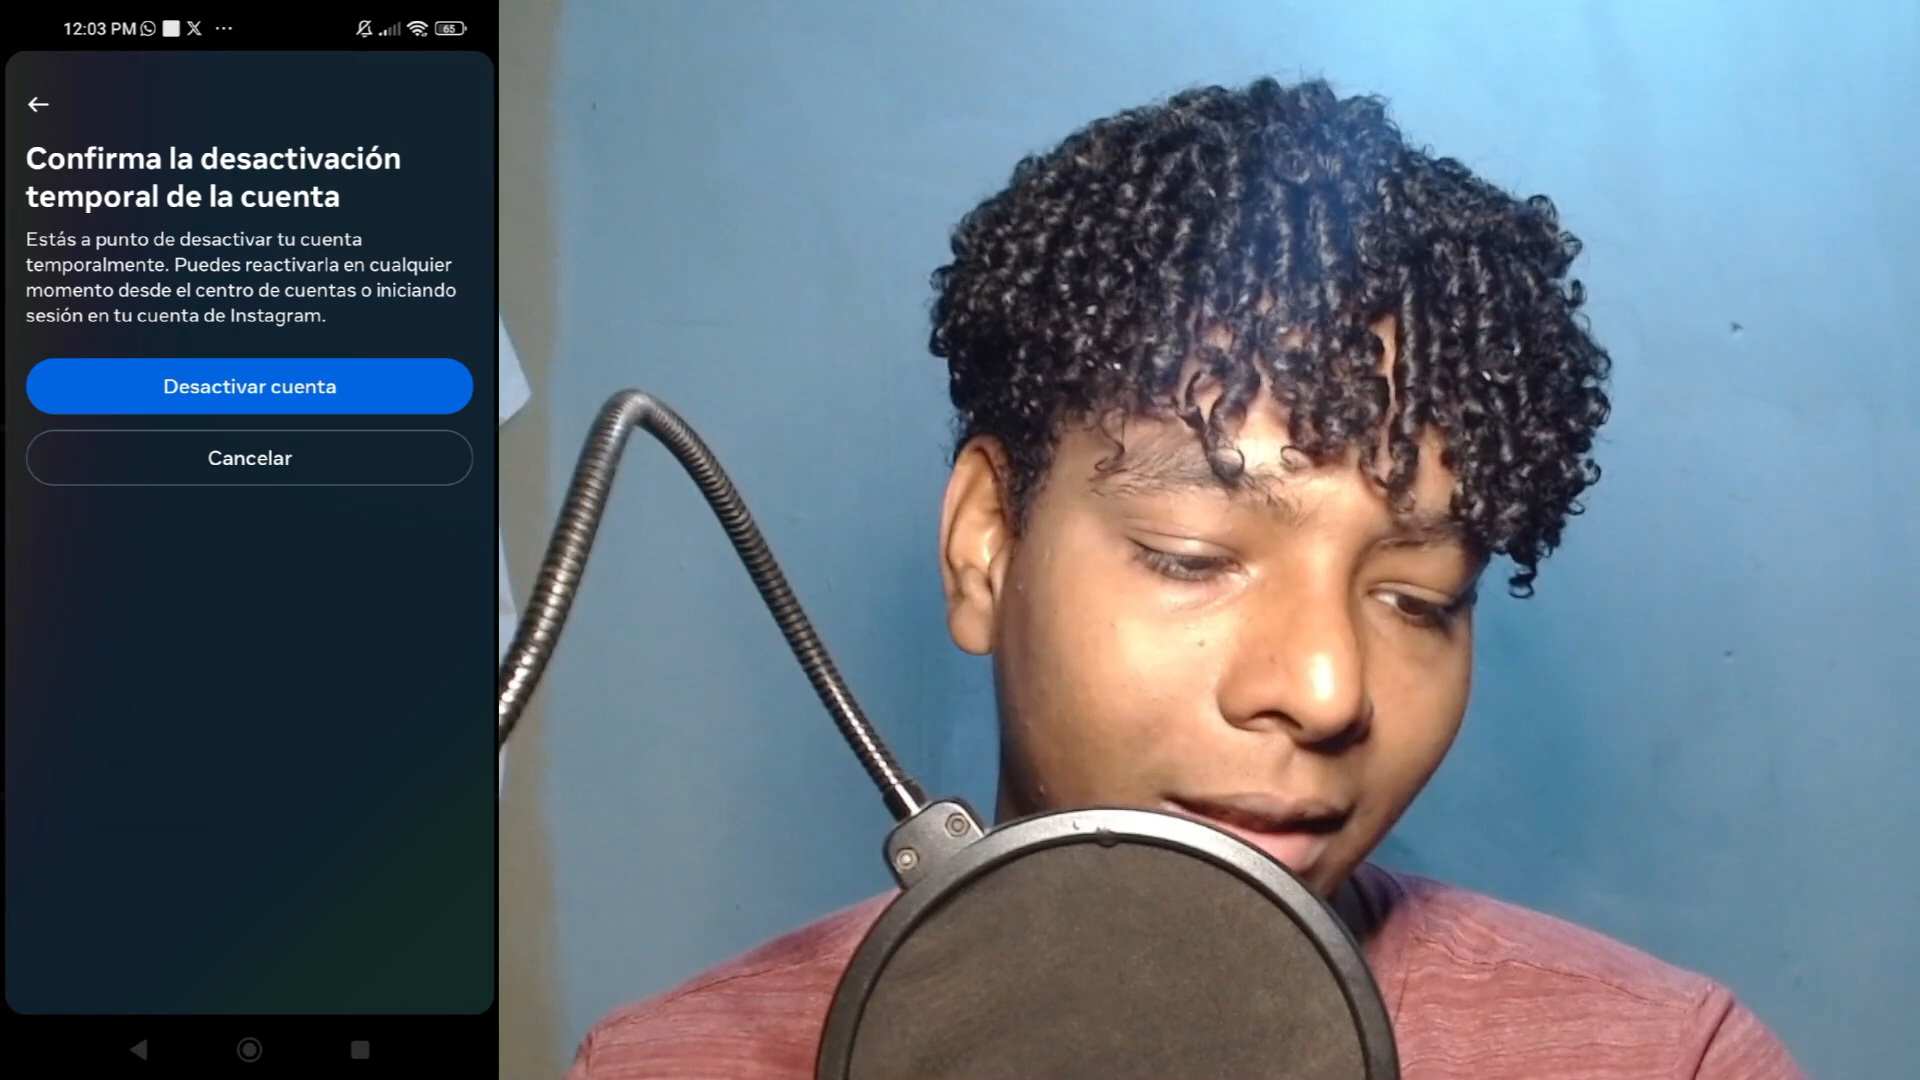 12:03 PM
65
Confirma la desactivación
temporal de la cuenta
Estás a punto de desactivar tu cuenta
temporalmente. Puedes reactivarla en cualquier
momento desde el centro de cuentas o iniciando
sesión en tu cuenta de Instagram.
Desactivar cuenta
Cancelar